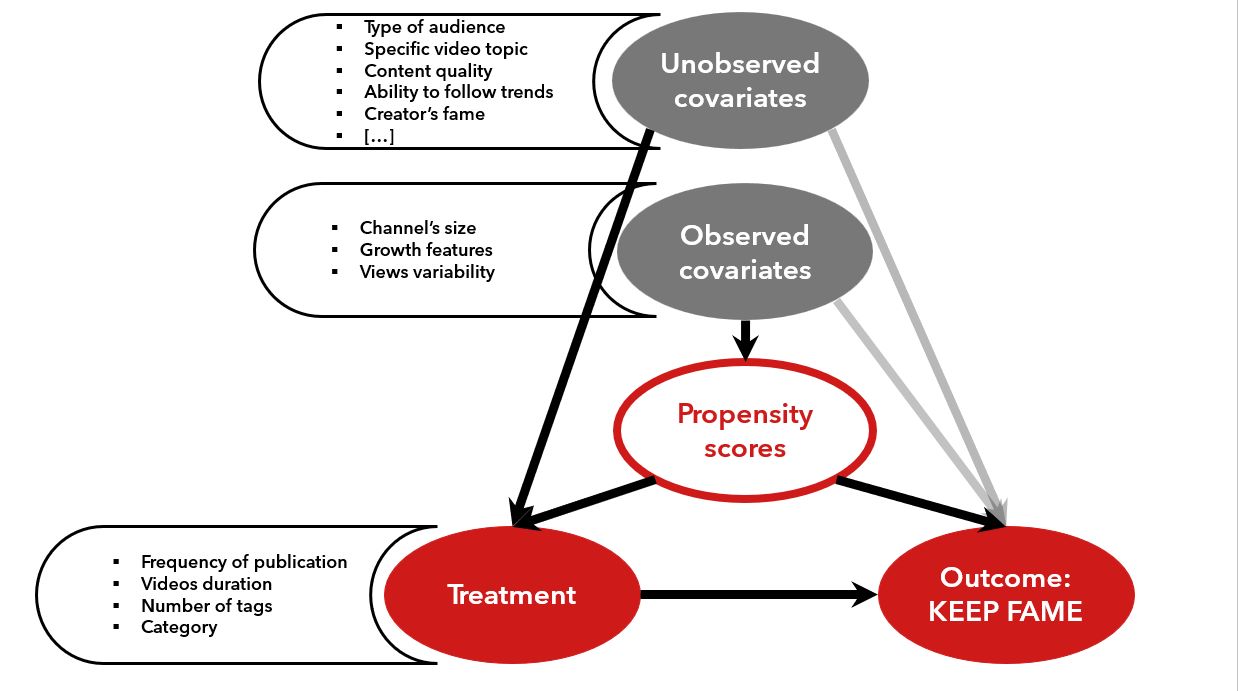 Type of audience
Specific video topic
Content quality
Ability to follow trends
Creator’s fame
[…]
Unobserved
covariates
Channel’s size
Growth features
Views variability
Observed
covariates
Propensity
scores
Frequency of publication
Videos duration
Number of tags
Category
Treatment
Outcome:
KEEP FAME